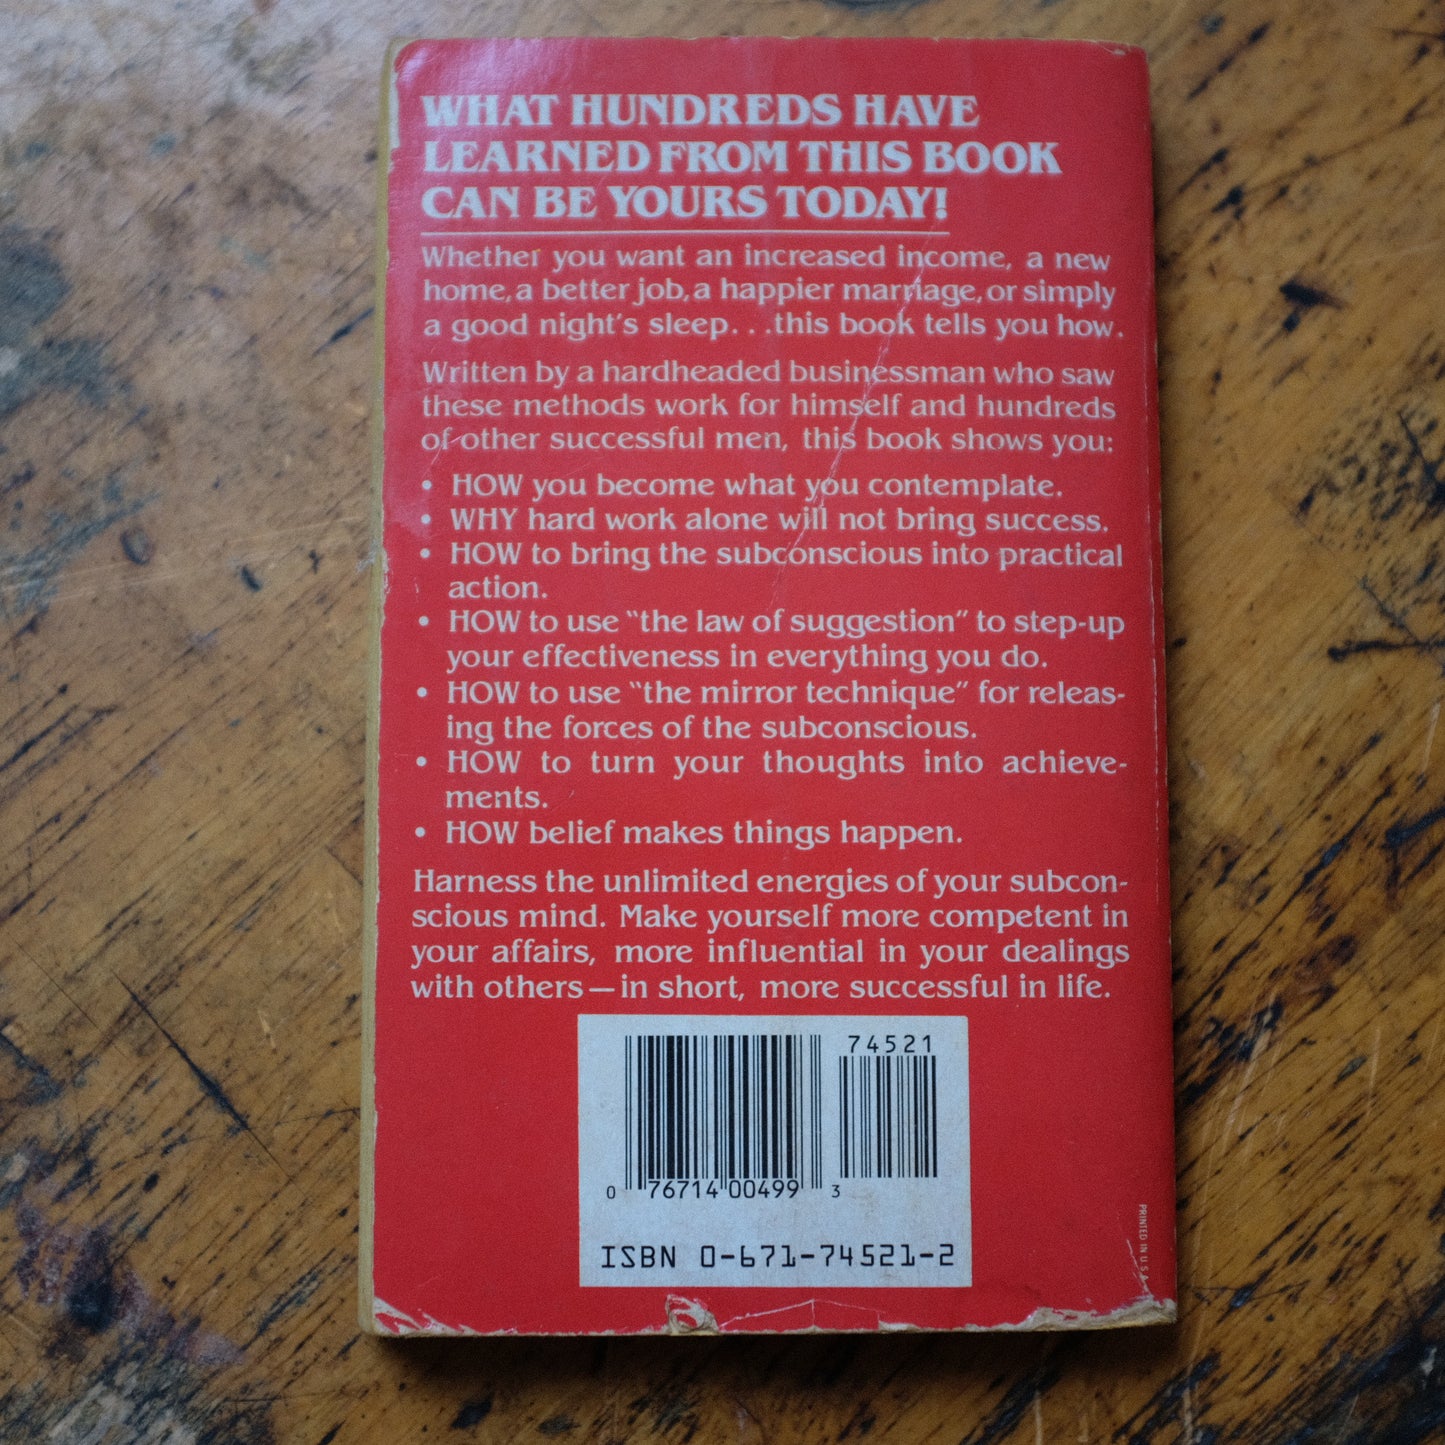 WHAT HUNDREDS HAVE
LEARNED FROM THIS BOOK
CAN BE YOURS TODAY!
Whether you want an increased income, a new
home, a better job, a happier marriage, or simply
a good night's sleep. . .this book tells you how.
Written by a hardheaded businessman who saw
these methods work for himself and hundreds
of other successful men, this book shows you:
• HOW you become what you contemplate.
• WHY hard work alone will not bring success.
• HOW to bring the subconscious into practical
action.
• HOW to use "the law of suggestion" to step-up
your effectiveness in everything you do.
• HOW to use "the mirror technique" for releas-
ing the forces of the subconscious.
• HOW to turn your thoughts into achieve-
ments.
• HOW belief makes things happen.
Harness the unlimited energies of your subcon-
scious mind. Make yourself more competent in
your affairs, more influential in your dealings
with others—in short, more successful in life.
74521
0 76714 00499 3
ISBN 0-671-74521-2
PRINTED IN U.S.A.